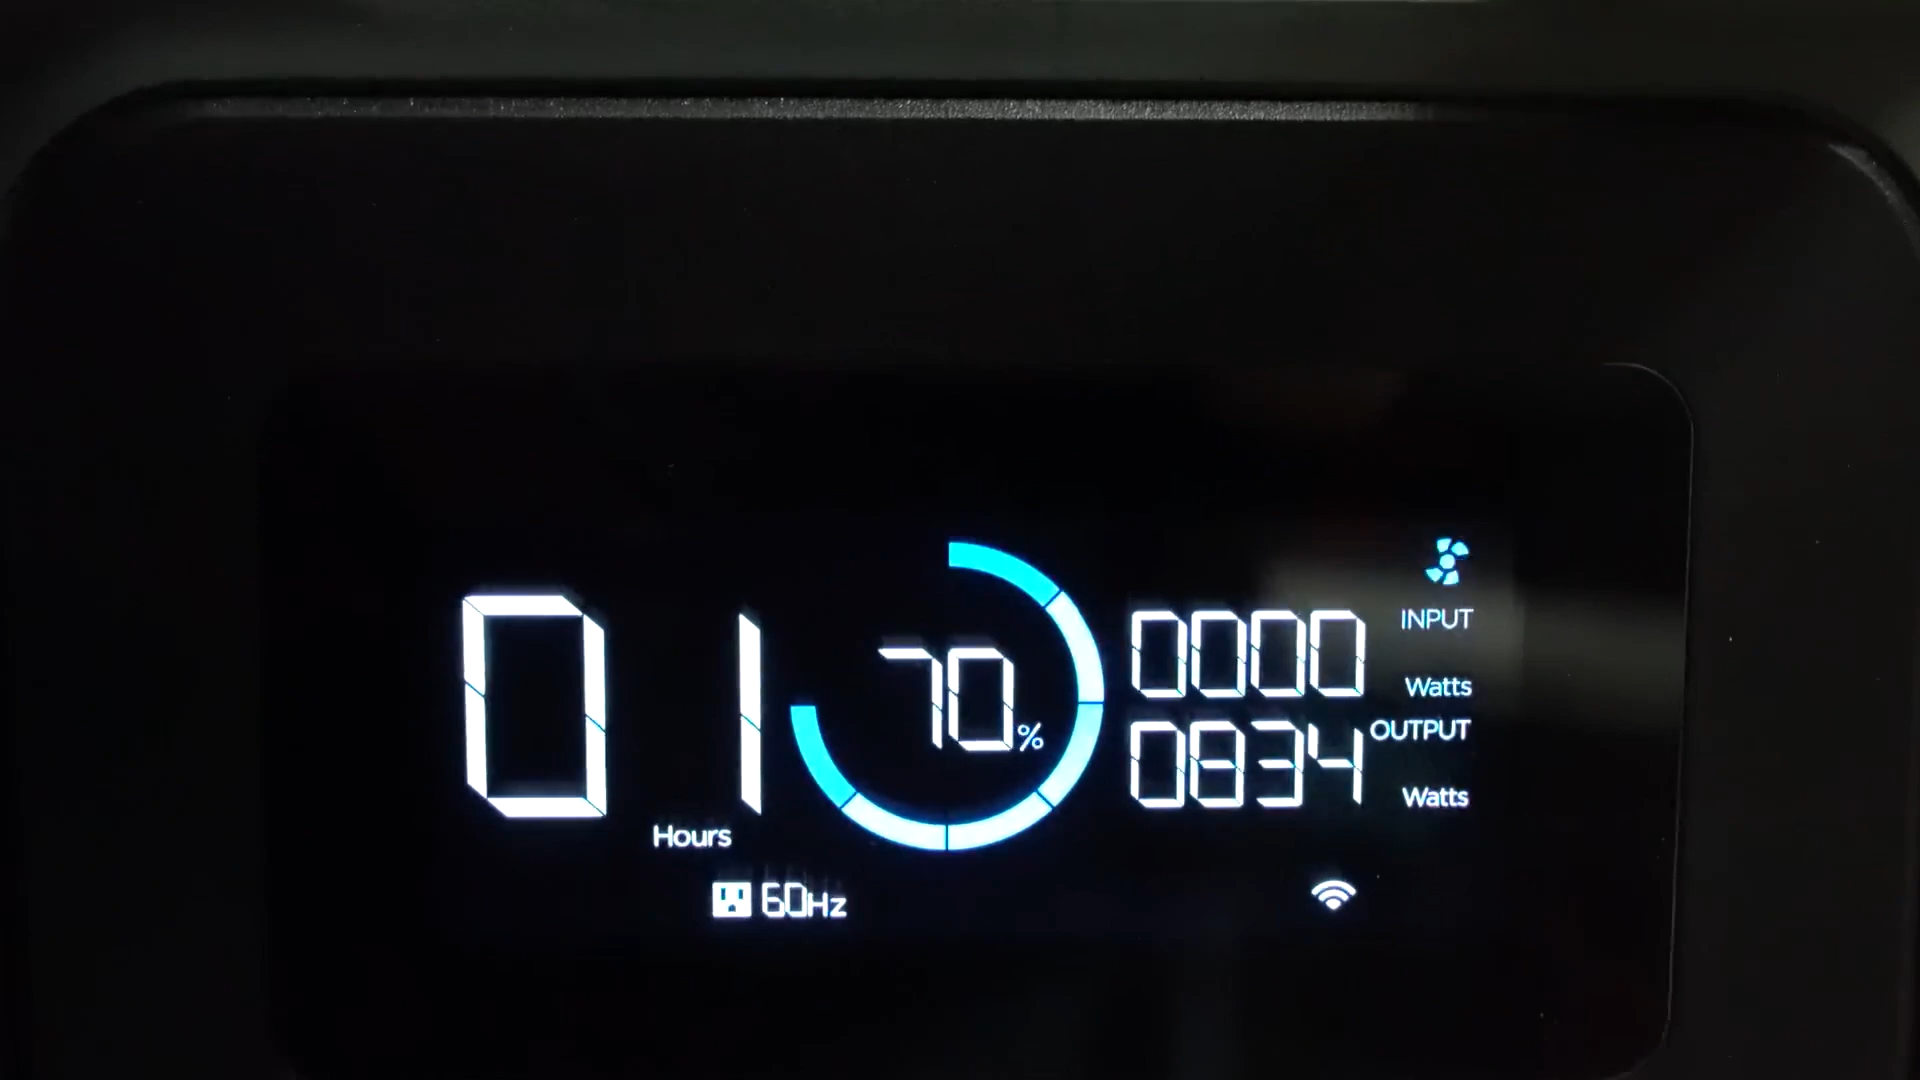 01 Hours
70%
0000 INPUT Watts
0834 OUTPUT Watts
60Hz